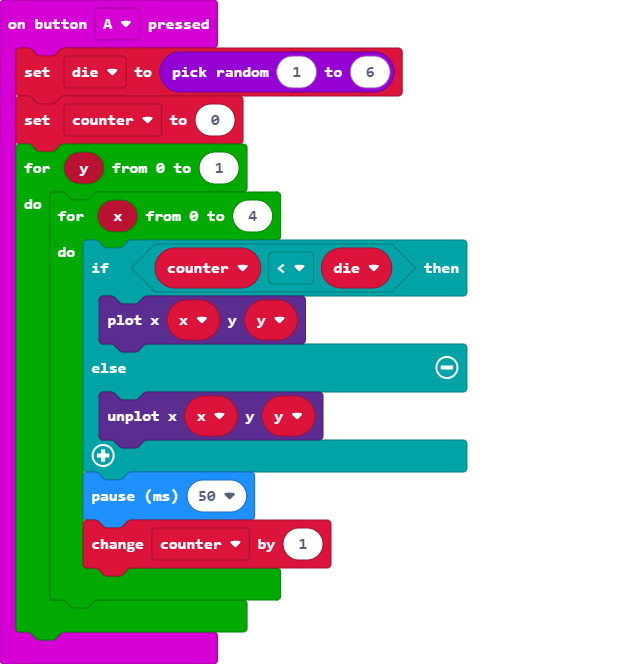 on button A pressed
set die to pick random 1 to 6
set counter to 0
for y from 0 to 1
do
for x from 0 to 4
do
if counter < die then
plot x x y y
else
unplot x x y y
pause (ms) 50
change counter by 1